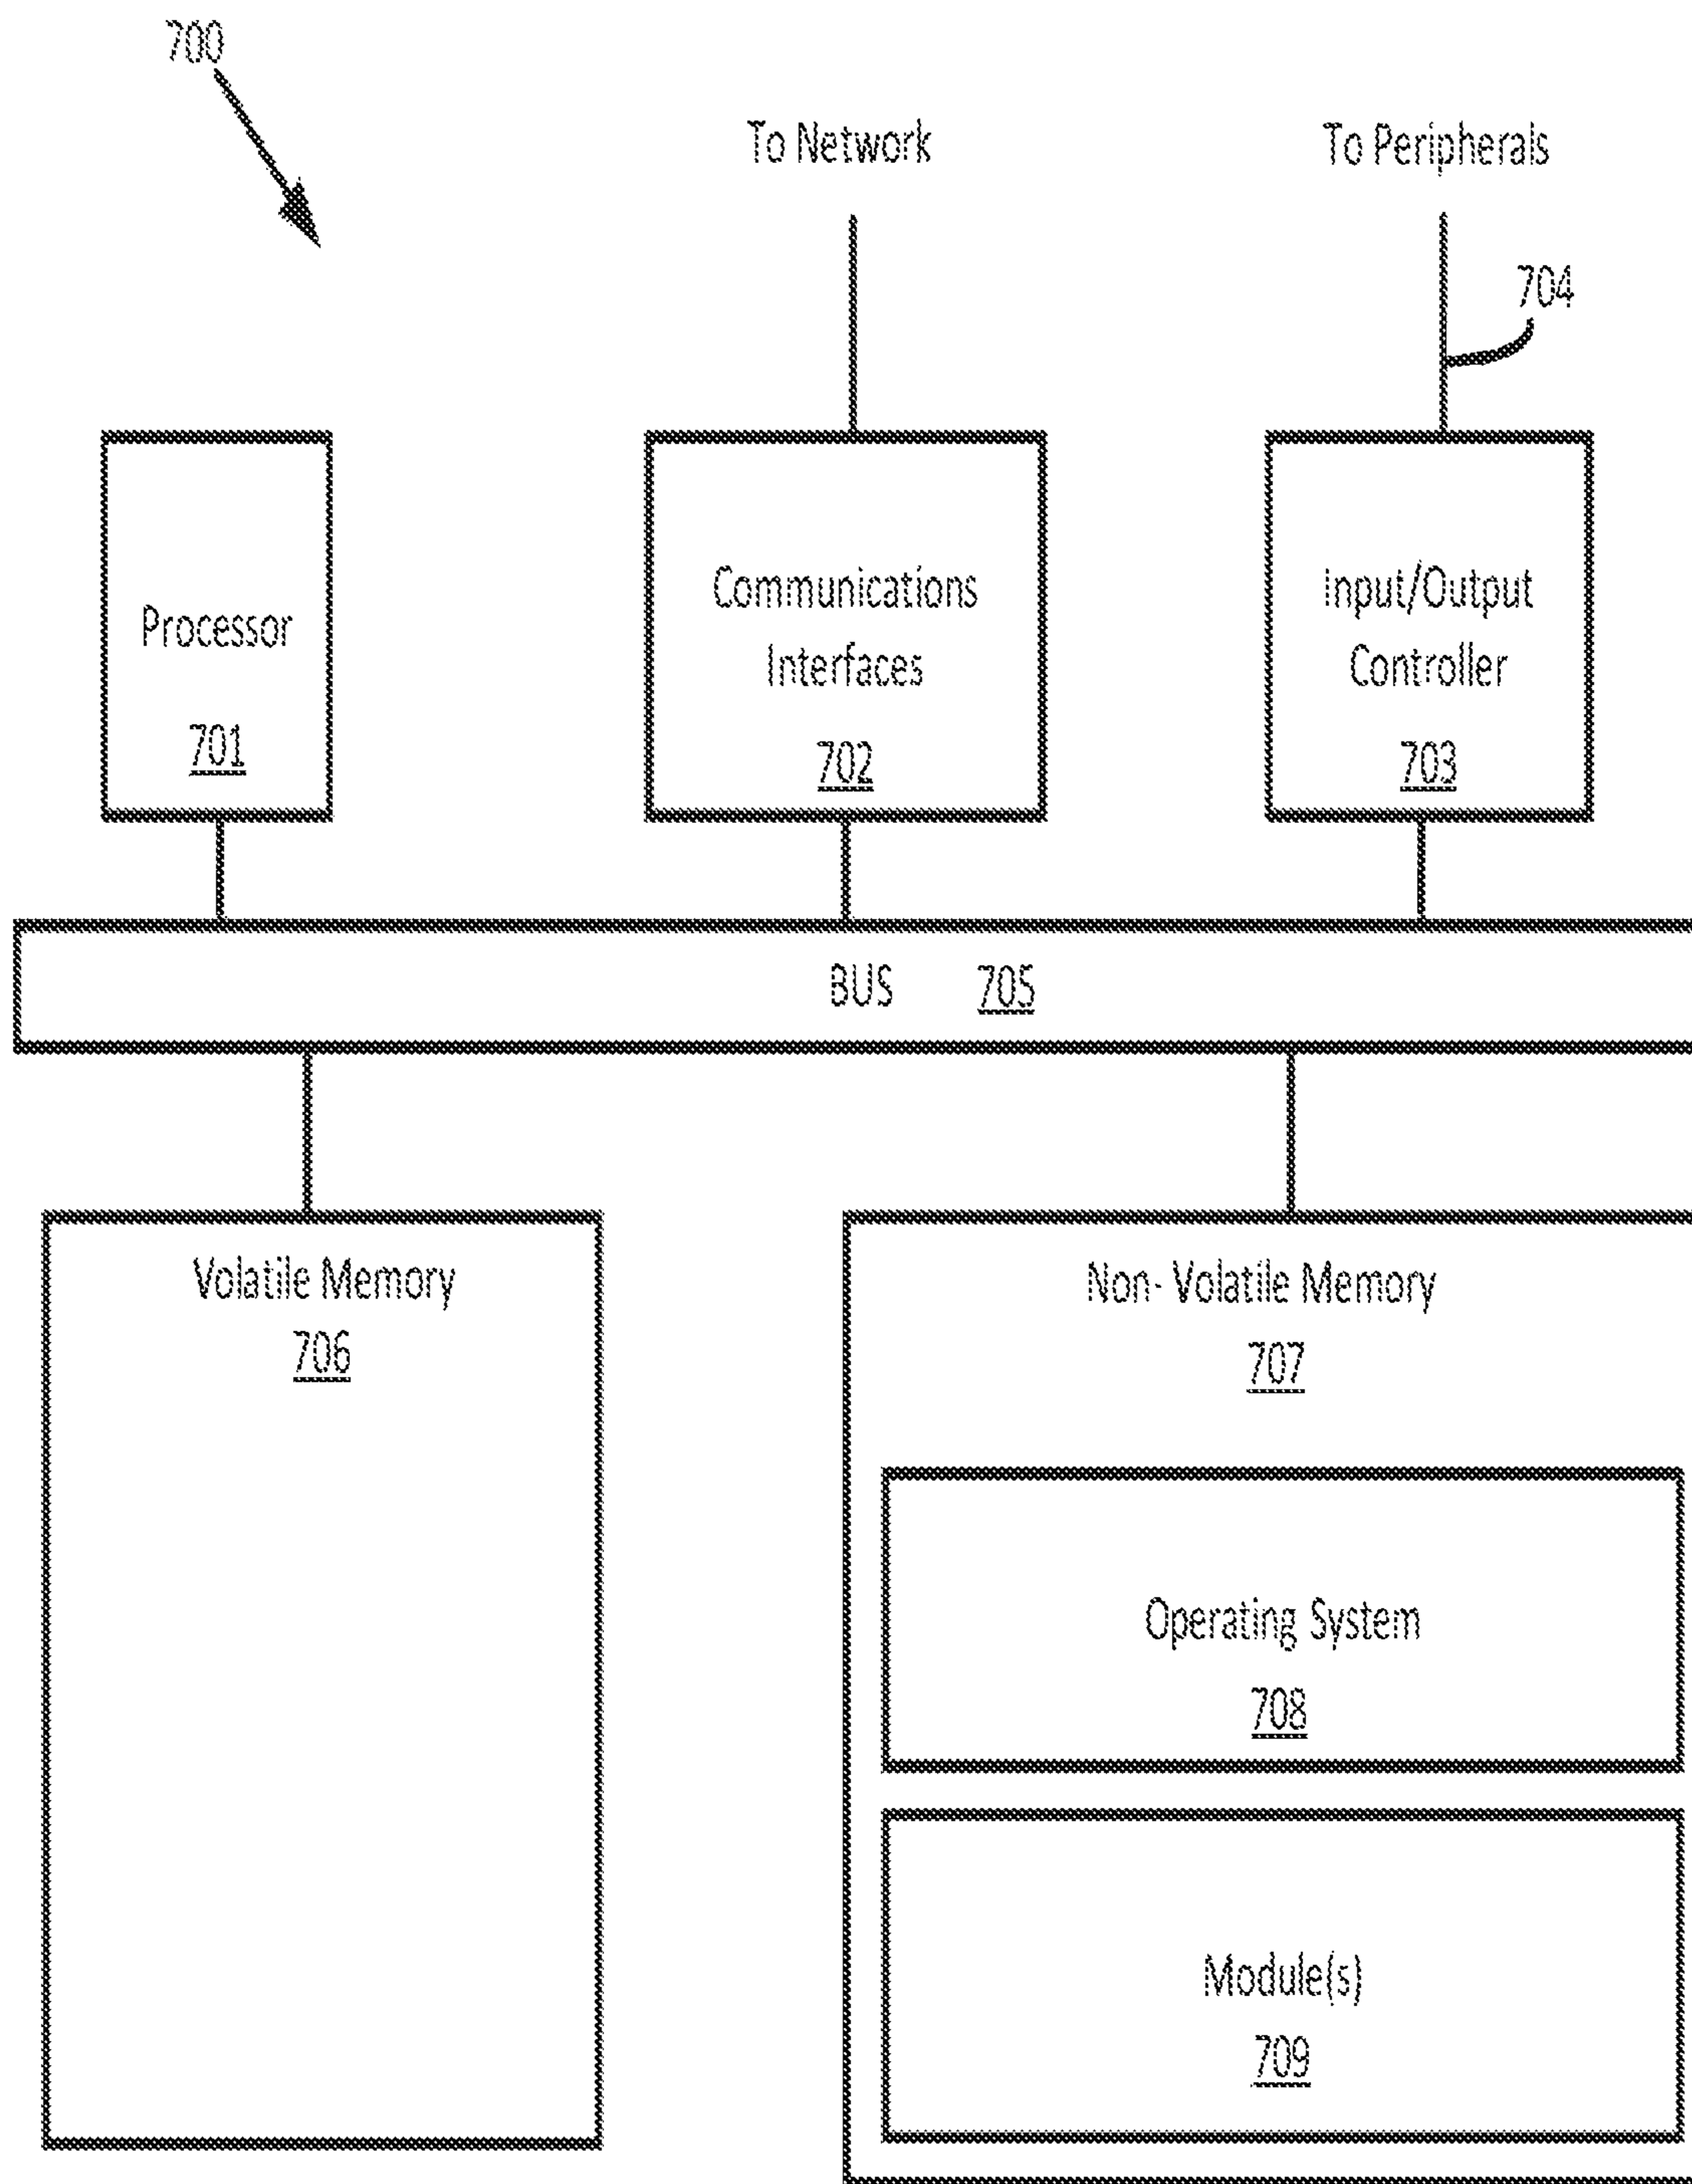 700
To Network
To Peripherals
704
Processor
701
Communications
Interfaces
702
Input/Output
Controller
703
BUS 705
Volatile Memory
706
Non- Volatile Memory
707
Operating System
708
Module(s)
709